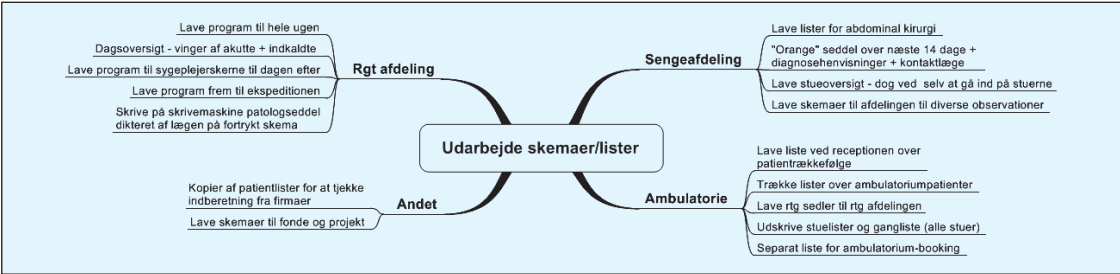 Udarbejde skemaer/lister
Rgt afdeling
Lave program til hele ugen
Dagsoversigt - vinger af akutte + indkaldte
Lave program til sygeplejerskerne til dagen efter
Lave program frem til ekspeditionen
Skrive på skrivemaskine patologseddel
dikteret af lægen på fortrykt skema
Andet
Kopier af patientlister for at tjekke
indberetning fra firmaer
Lave skemaer til fonde og projekt
Sengeafdeling
Lave lister for abdominal kirurgi
"Orange" seddel over næste 14 dage +
diagnosehenvisninger + kontaktlæge
Lave stueoversigt - dog ved selv at gå ind på stuerne
Lave skemaer til afdelingen til diverse observationer
Ambulatorie
Lave liste ved receptionen over
patientrækkefølge
Trække lister over ambulatoriumpatienter
Lave rtg sedler til rtg afdelingen
Udskrive stuelister og gangliste (alle stuer)
Separat liste for ambulatorium-booking